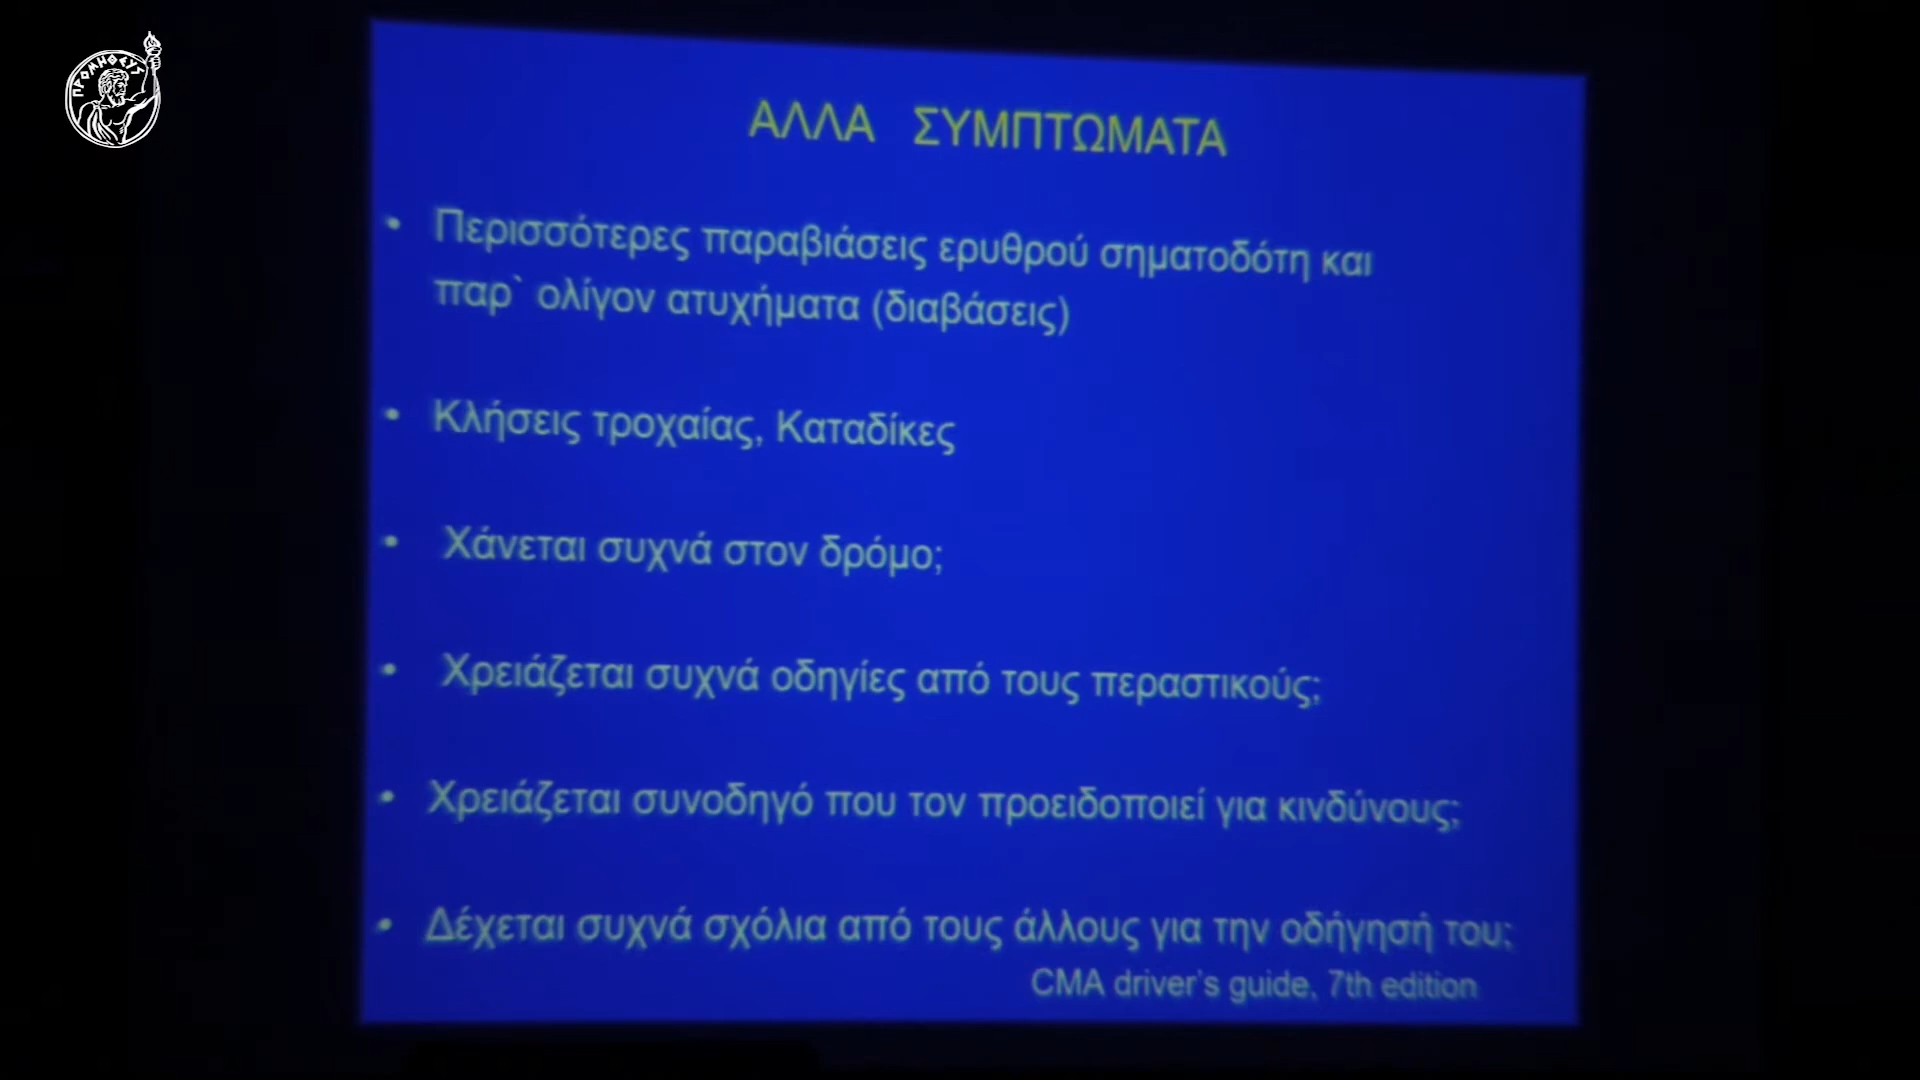 ΠΡΟΜΗΘΕΥΣ
ΑΛΛΑ ΣΥΜΠΤΩΜΑΤΑ
• Περισσότερες παραβιάσεις ερυθρού σηματοδότη και
παρ` ολίγον ατυχήματα (διαβάσεις)
• Κλήσεις τροχαίας, Καταδίκες
• Χάνεται συχνά στον δρόμο;
• Χρειάζεται συχνά οδηγίες από τους περαστικούς;
• Χρειάζεται συνοδηγό που τον προειδοποιεί για κινδύνους;
• Δέχεται συχνά σχόλια από τους άλλους για την οδήγησή του;
CMA driver's guide, 7th edition